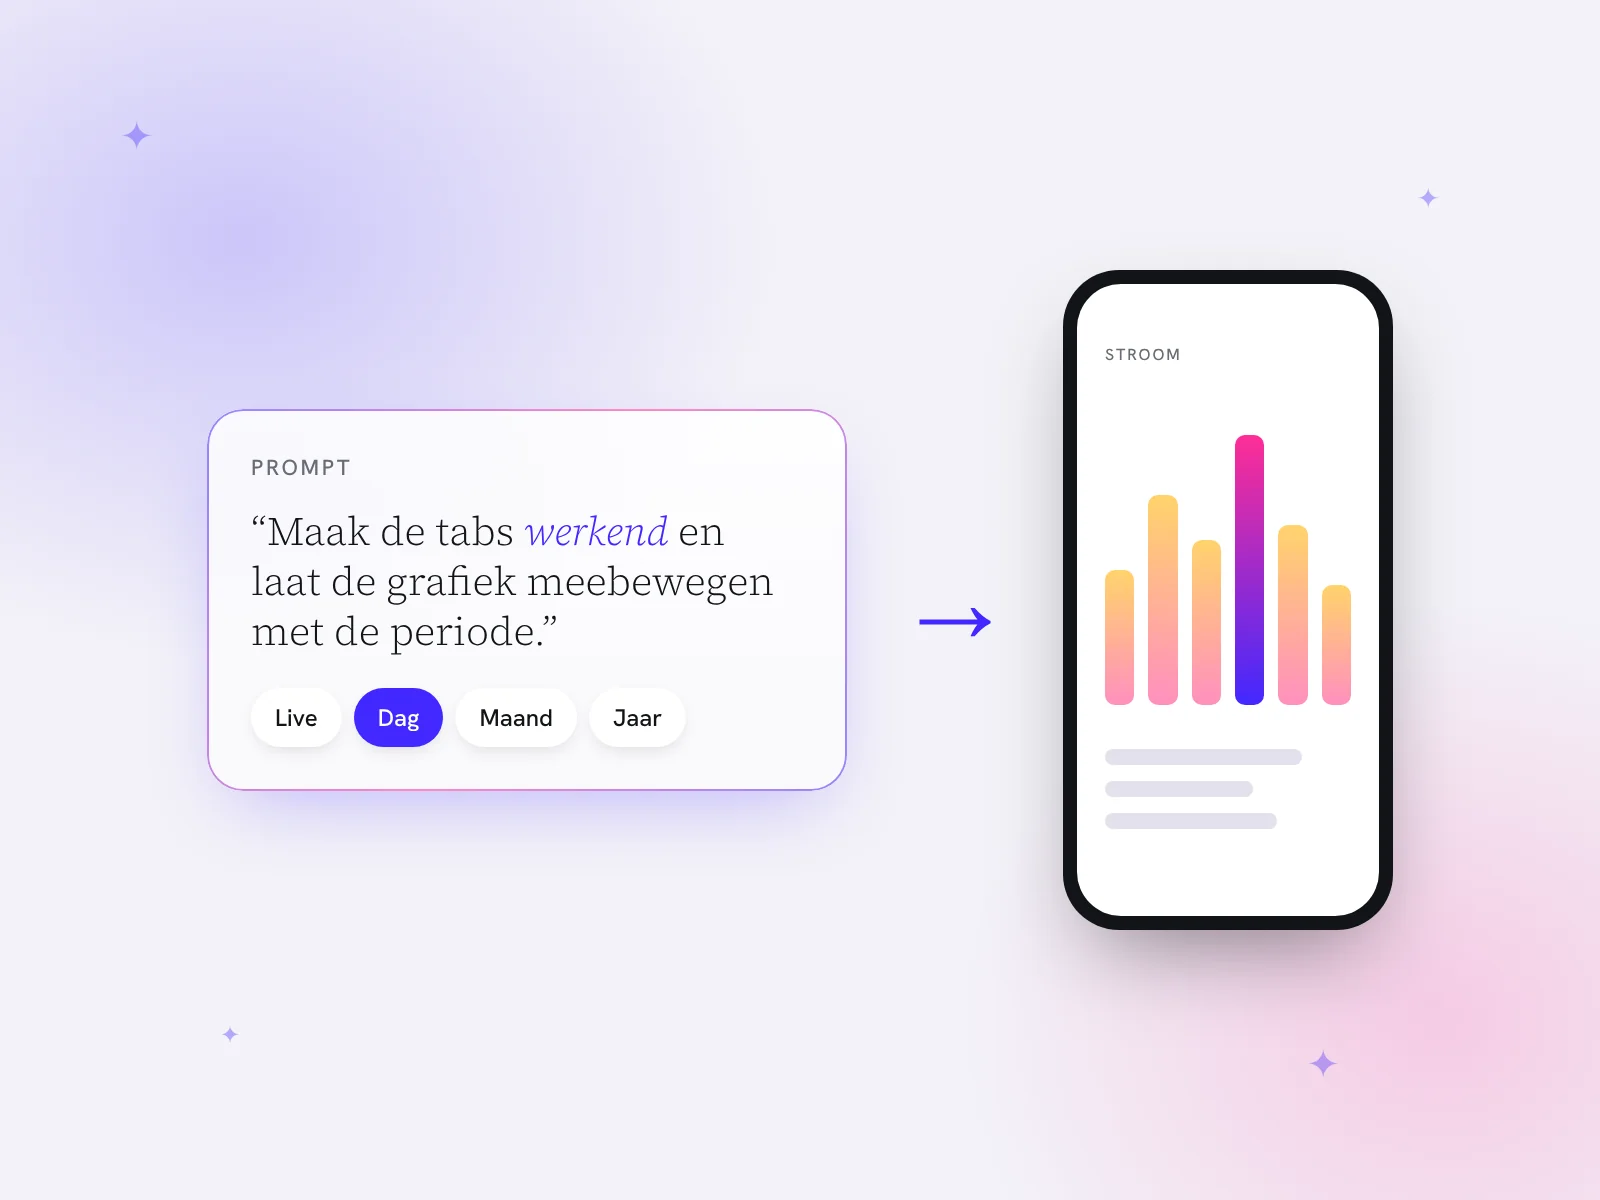 PROMPT
“Maak de tabs werkend en
laat de grafiek meebewegen
met de periode.”
Live Dag Maand Jaar
STROOM